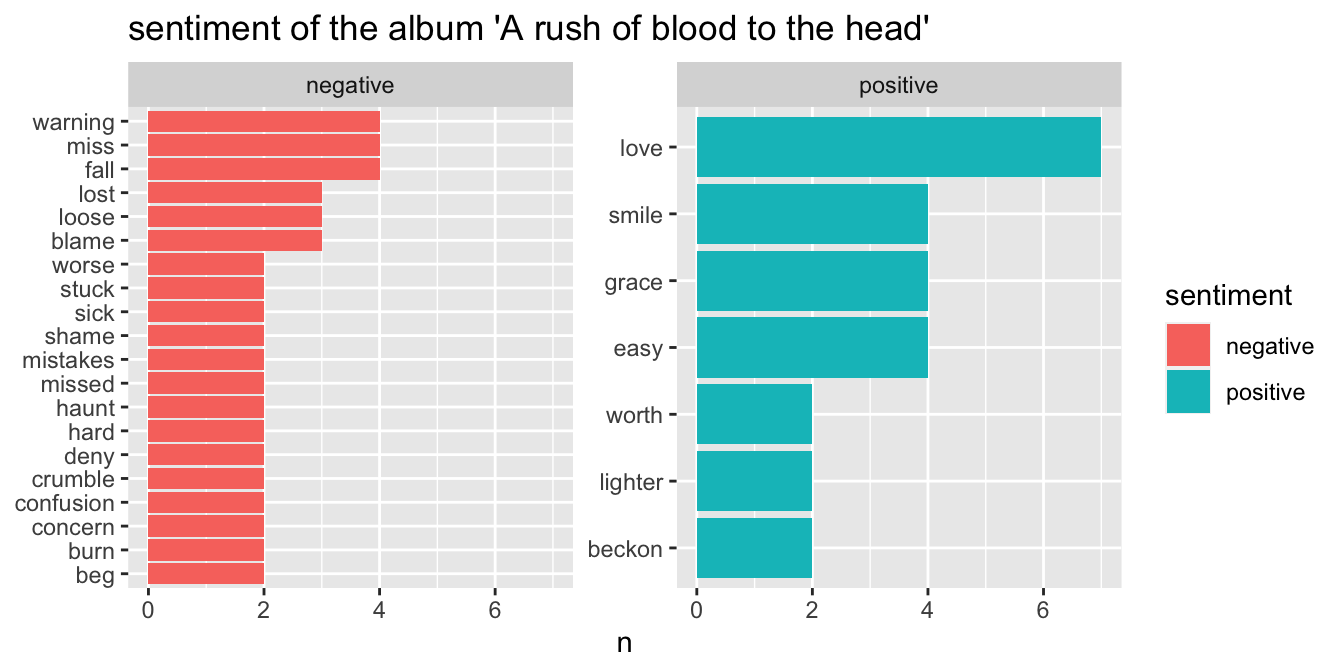 sentiment of the album 'A rush of blood to the head'
negative
warning
miss
fall
lost
loose
blame
worse
stuck
sick
shame
mistakes
missed
haunt
hard
deny
crumble
confusion
concern
burn
beg
0 2 4 6
positive
love
smile
grace
easy
worth
lighter
beckon
0 2 4 6
n
sentiment
negative
positive